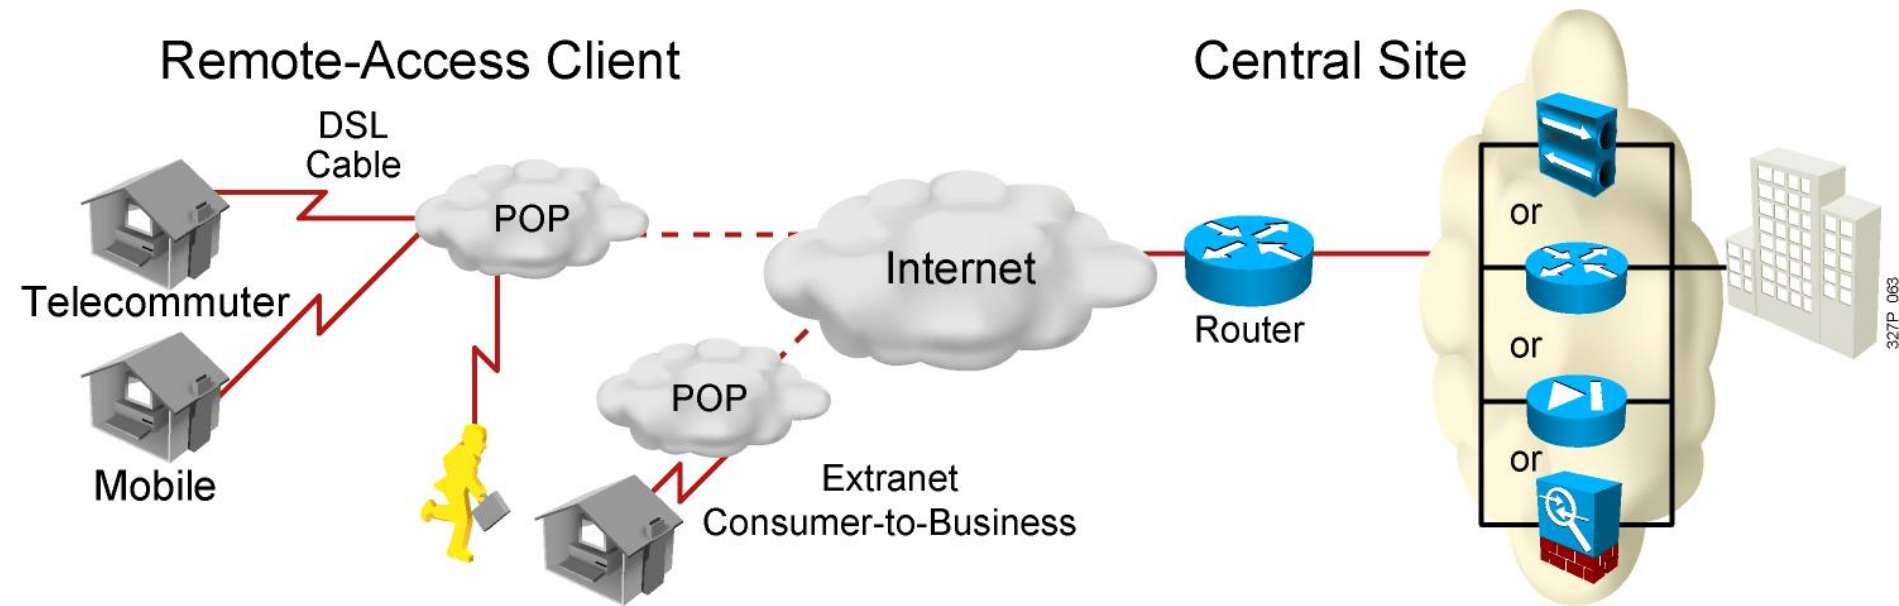 Remote-Access Client
Central Site
DSL
Cable
POP
Telecommuter
Internet
Router
Mobile
POP
Extranet
Consumer-to-Business
or
or
or
327P_063